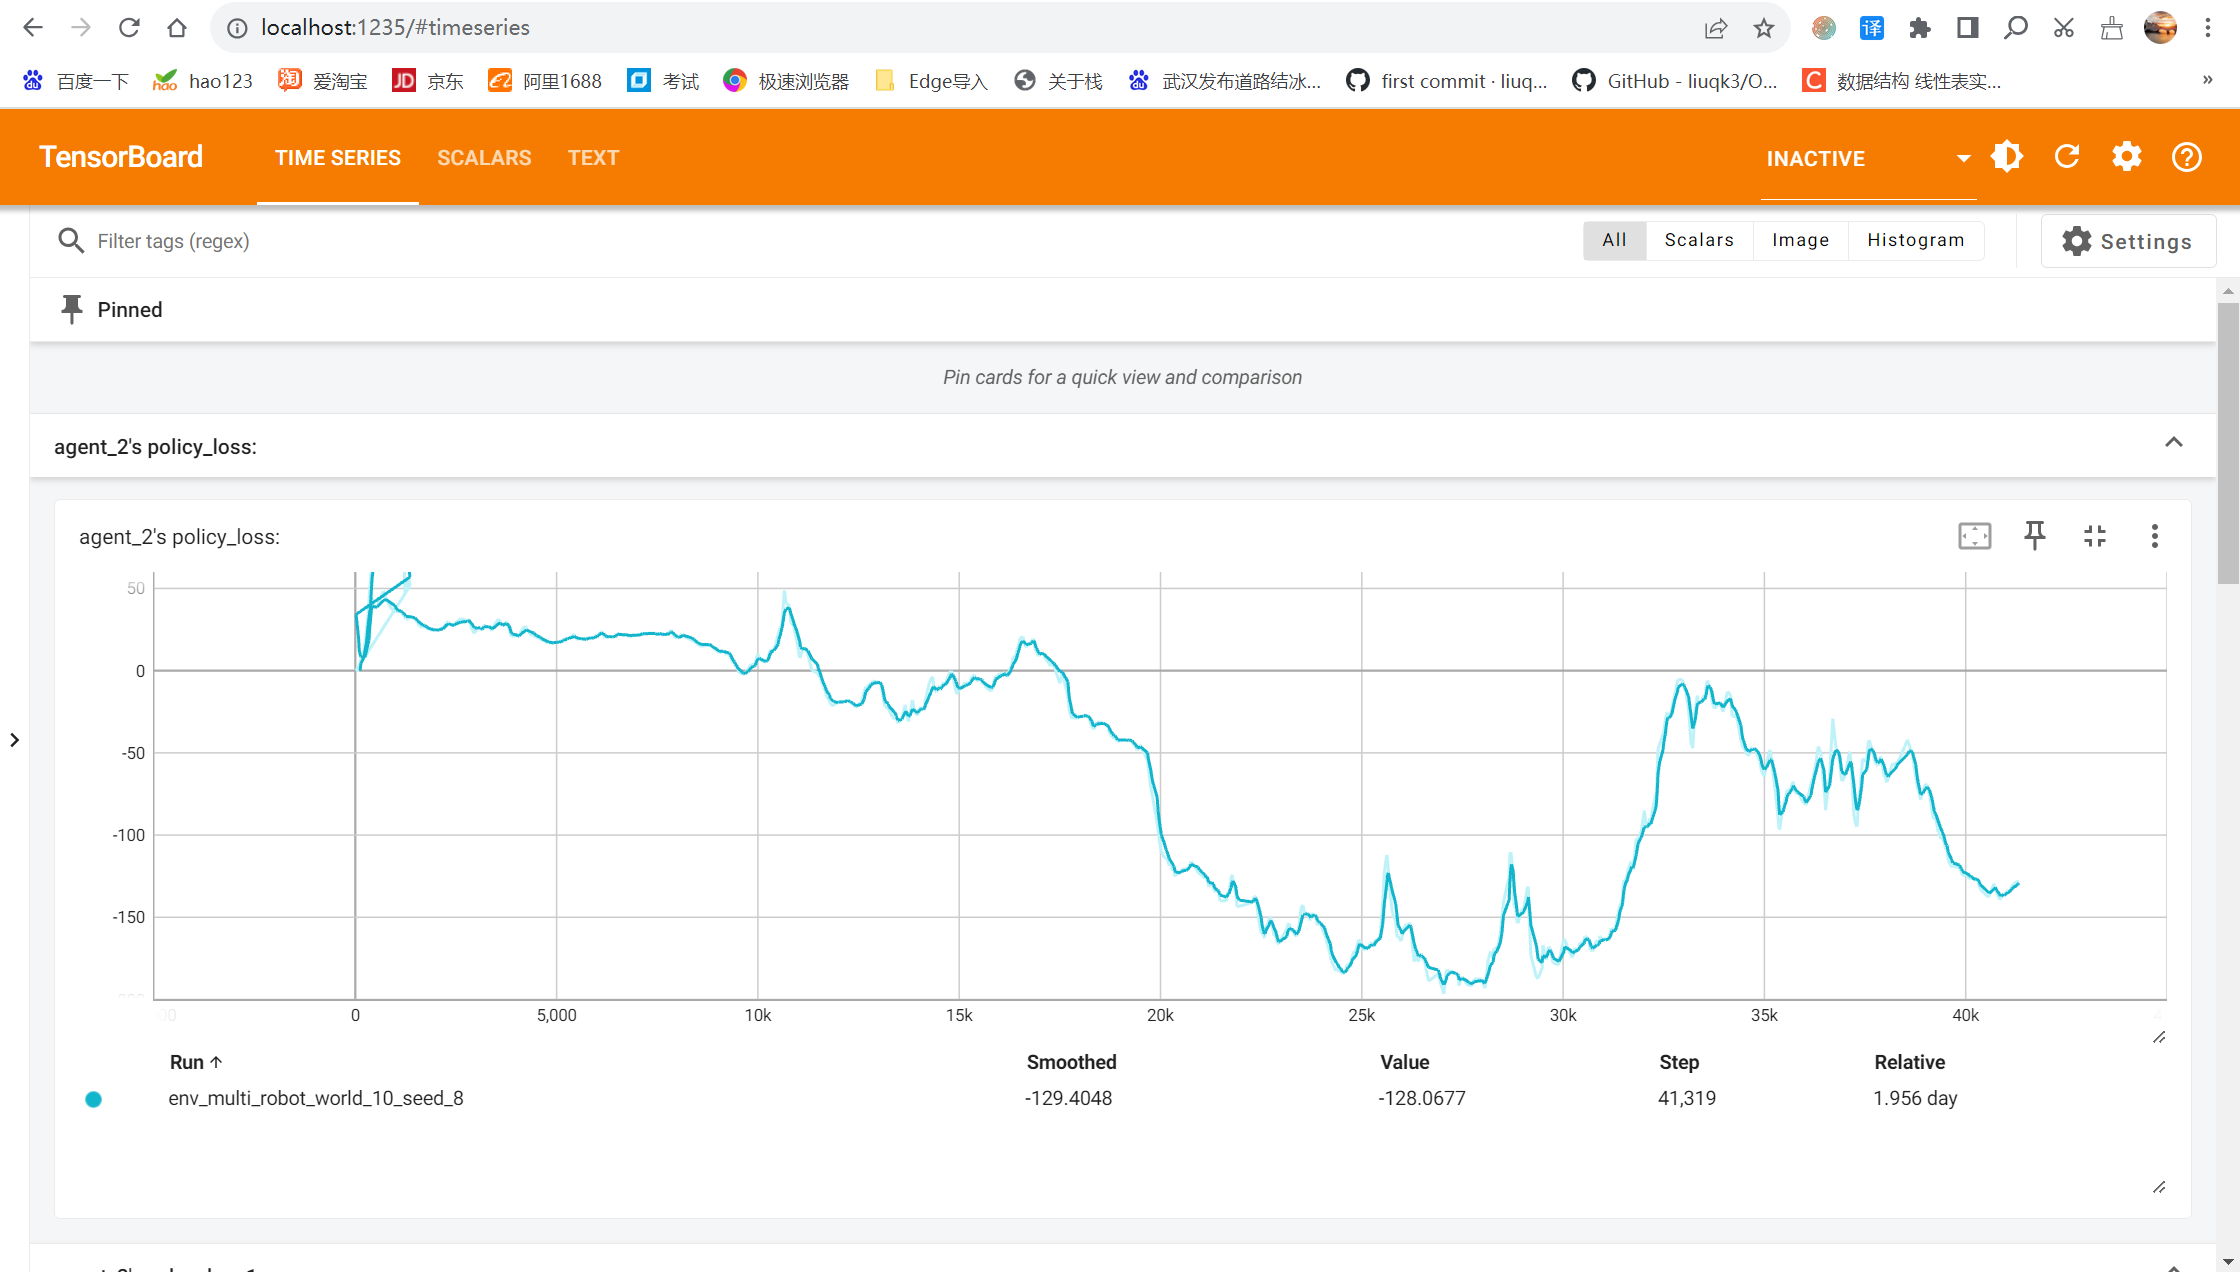 localhost:1235/#timeseries
译
百度一下 hao123 爱淘宝 京东 阿里1688 考试 极速浏览器 Edge导入 关于栈 武汉发布道路结冰... first commit · liuq... GitHub - liuqk3/O... 数据结构 线性表实... »
TensorBoard TIME SERIES SCALARS TEXT INACTIVE
Filter tags (regex) All Scalars Image Histogram Settings
Pinned
Pin cards for a quick view and comparison
agent_2's policy_loss:
agent_2's policy_loss:
50
0
-50
-100
-150
0 5,000 10k 15k 20k 25k 30k 35k 40k
Run Smoothed Value Step Relative
env_multi_robot_world_10_seed_8 -129.4048 -128.0677 41,319 1.956 day